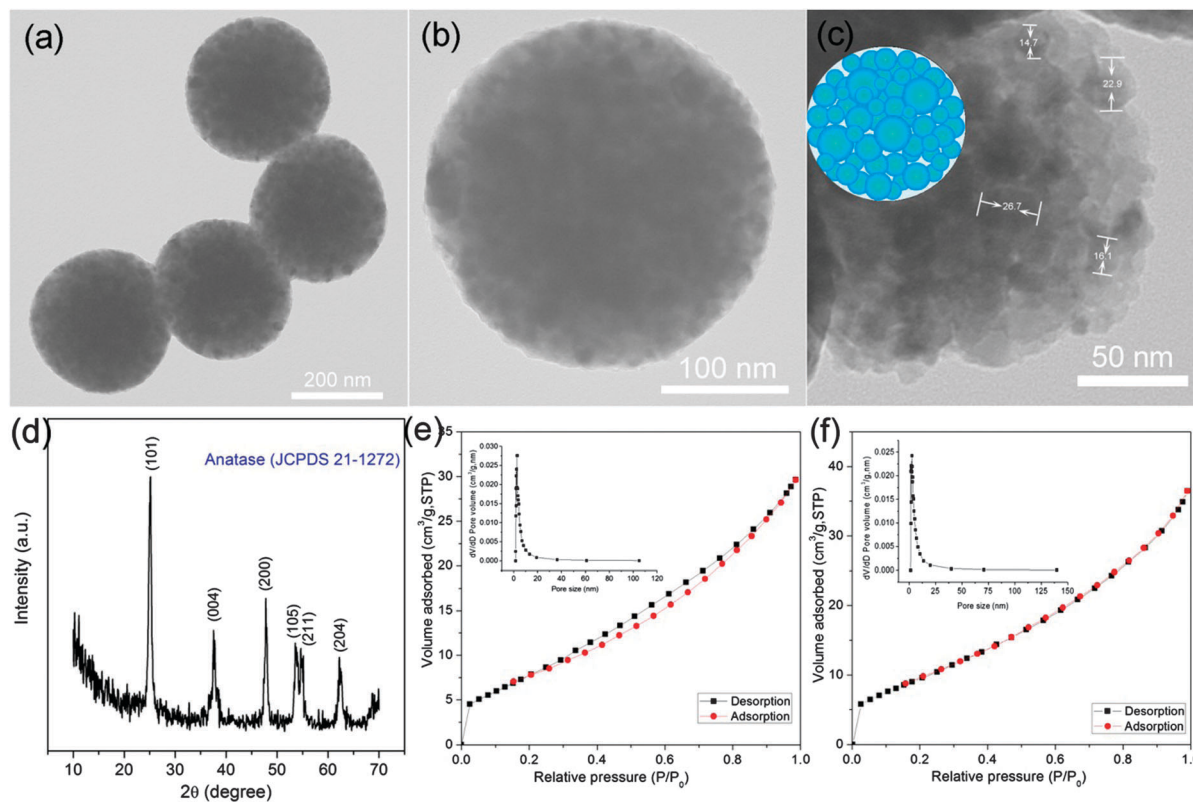 (a)
200 nm
(b)
100 nm
(c)
14.7
22.9
26.7
16.1
50 nm
(d)
Anatase (JCPDS 21-1272)
(101)
(004)
(200)
(105)
(211)
(204)
Intensity (a.u.)
10 20 30 40 50 60 70
2θ (degree)
(e)
35
30
25
20
15
10
5
0
Volume adsorbed (cm³/g,STP)
0.0 0.2 0.4 0.6 0.8 1.0
Relative pressure (P/P₀)
0.030
0.025
0.020
0.015
0.010
0.005
0.000
dV/dD Pore volume (cm³/g,nm)
0 20 40 60 80 100 120
Pore size (nm)
Desorption
Adsorption
(f)
40
30
20
10
0
Volume adsorbed (cm³/g,STP)
0.0 0.2 0.4 0.6 0.8 1.0
Relative pressure (P/P₀)
0.025
0.020
0.015
0.010
0.005
0.000
dV/dD Pore volume (cm³/g,nm)
0 25 50 75 100 125 150
Pore size (nm)
Desorption
Adsorption